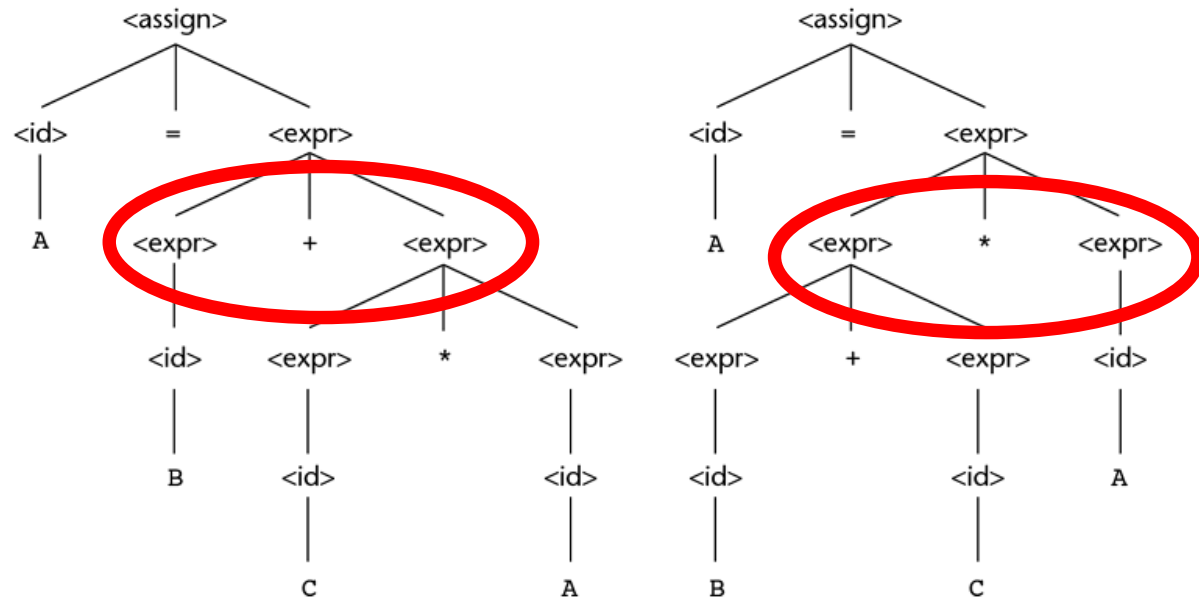 <assign> <assign>
<id> = <expr> <id> = <expr>
A <expr> + <expr> A <expr> * <expr>
<id> <expr> * <expr> <expr> + <expr> <id>
B <id> <id> <id> <id> A
C A B C